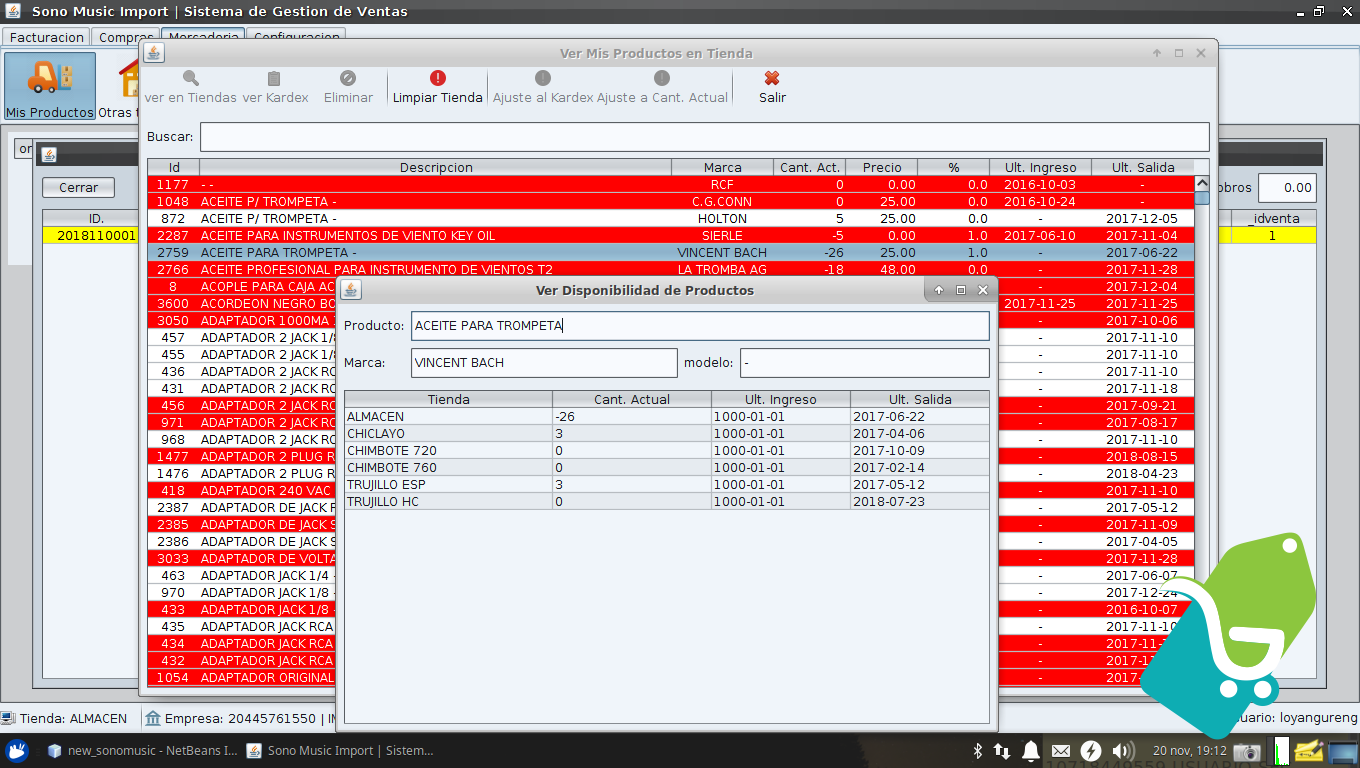 Sono Music Import | Sistema de Gestion de Ventas
Facturacion Compras Mercaderia Configuracion
Mis Productos Otras
Ver Mis Productos en Tienda
ver en Tiendas ver Kardex Eliminar Limpiar Tienda Ajuste al Kardex Ajuste a Cant. Actual Salir
Buscar:
Cerrar
ID.
2018110001
obros 0.00
_idventa
1
Id Descripcion Marca Cant. Act. Precio % Ult. Ingreso Ult. Salida
1177 - - RCF 0 0.00 0.0 2016-10-03 -
1048 ACEITE P/ TROMPETA - C.G.CONN 0 25.00 0.0 2016-10-24 -
872 ACEITE P/ TROMPETA - HOLTON 5 25.00 0.0 - 2017-12-05
2287 ACEITE PARA INSTRUMENTOS DE VIENTO KEY OIL SIERLE -5 0.00 1.0 2017-06-10 2017-11-04
2759 ACEITE PARA TROMPETA - VINCENT BACH -26 25.00 1.0 - 2017-06-22
2766 ACEITE PROFESIONAL PARA INSTRUMENTO DE VIENTOS T2 LA TROMBA AG -18 48.00 0.0 - 2017-11-28
8 ACOPLE PARA CAJA AC - 2017-12-04
3600 ACORDEON NEGRO BO 2017-11-25 2017-11-25
3050 ADAPTADOR 1000MA - 2017-10-06
457 ADAPTADOR 2 JACK 1/8 - 2017-11-10
455 ADAPTADOR 2 JACK 1/8 - 2017-11-10
436 ADAPTADOR 2 JACK RC - 2017-11-10
431 ADAPTADOR 2 JACK RC - 2017-11-18
456 ADAPTADOR 2 JACK RC - 2017-09-21
971 ADAPTADOR 2 JACK RC - 2017-08-17
968 ADAPTADOR 2 JACK RC - 2017-11-10
1477 ADAPTADOR 2 PLUG R - 2018-08-15
1476 ADAPTADOR 2 PLUG R - 2018-04-23
418 ADAPTADOR 240 VAC - 2017-11-10
2387 ADAPTADOR DE JACK - 2017-05-12
2385 ADAPTADOR DE JACK S - 2017-11-09
2386 ADAPTADOR DE JACK S - 2017-04-05
3033 ADAPTADOR DE VOLTA - 2017-11-28
463 ADAPTADOR JACK 1/4 - - 2017-06-07
970 ADAPTADOR JACK 1/8 - - 2017-12-24
433 ADAPTADOR JACK 1/8 - - 2016-10-07
435 ADAPTADOR JACK RCA - 2017-11-10
434 ADAPTADOR JACK RCA - 2017-11-
432 ADAPTADOR JACK RCA - 2017-1
1054 ADAPTADOR ORIGINAL - 2017-
Ver Disponibilidad de Productos
Producto: ACEITE PARA TROMPETA
Marca: VINCENT BACH modelo: -
Tienda Cant. Actual Ult. Ingreso Ult. Salida
ALMACEN -26 1000-01-01 2017-06-22
CHICLAYO 3 1000-01-01 2017-04-06
CHIMBOTE 720 0 1000-01-01 2017-10-09
CHIMBOTE 760 0 1000-01-01 2017-02-14
TRUJILLO ESP 3 1000-01-01 2017-05-12
TRUJILLO HC 0 1000-01-01 2018-07-23
Tienda: ALMACEN Empresa: 20445761550 | uario: loyangureng
new_sonomusic - NetBeans I... Sono Music Import | Sistem... 20 nov, 19:12